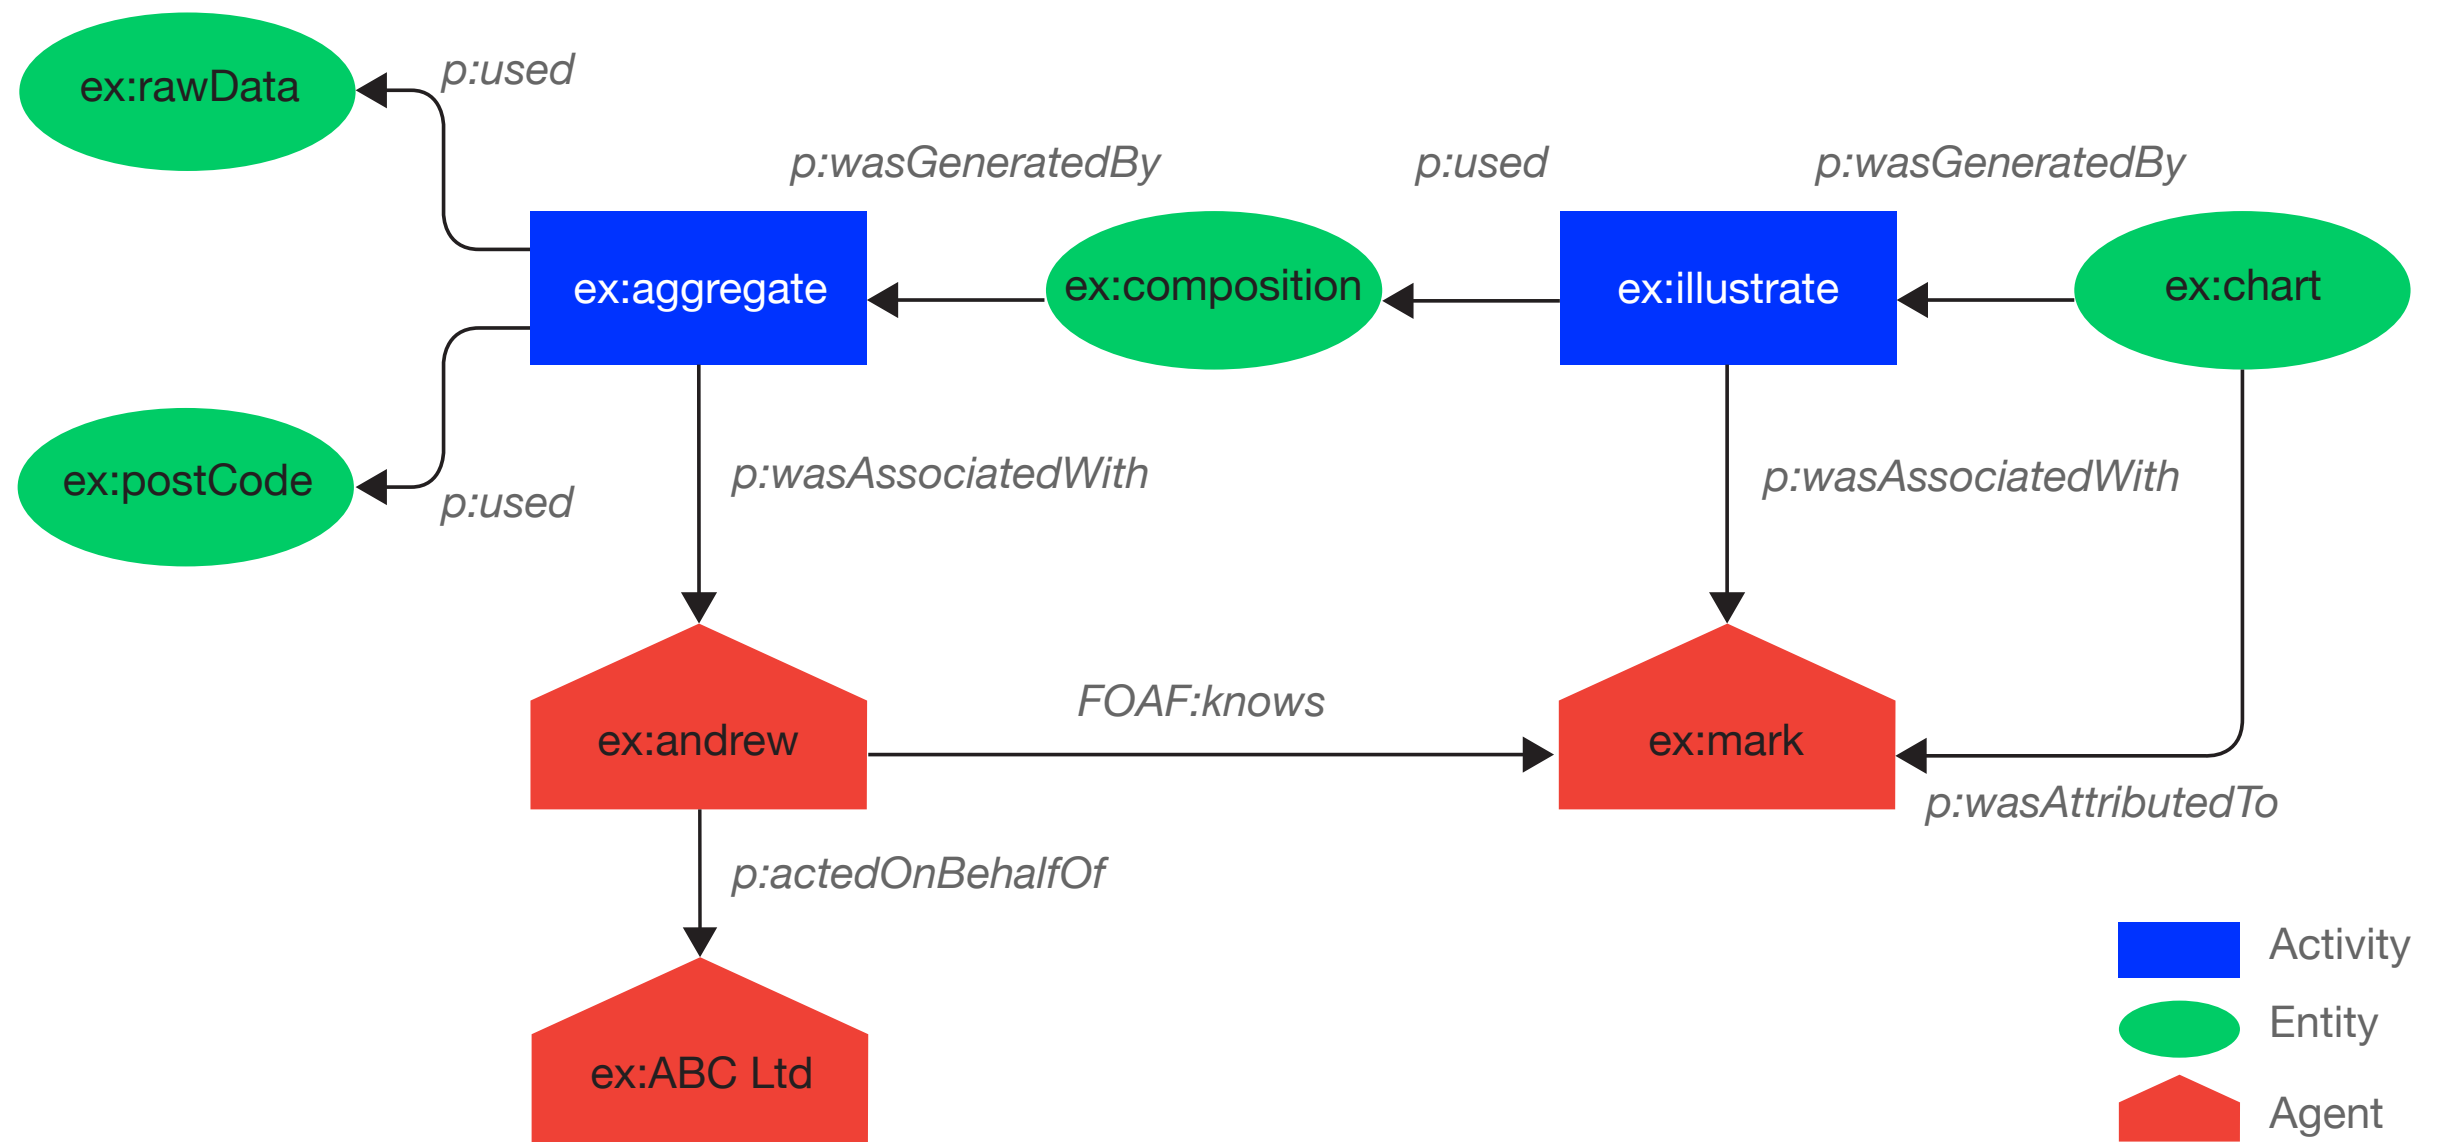 ex:rawData
p:used
p:wasGeneratedBy
p:used
p:wasGeneratedBy
ex:aggregate
ex:composition
ex:illustrate
ex:chart
ex:postCode
p:used
p:wasAssociatedWith
p:wasAssociatedWith
ex:andrew
FOAF:knows
ex:mark
p:wasAttributedTo
p:actedOnBehalfOf
ex:ABC Ltd
Activity
Entity
Agent